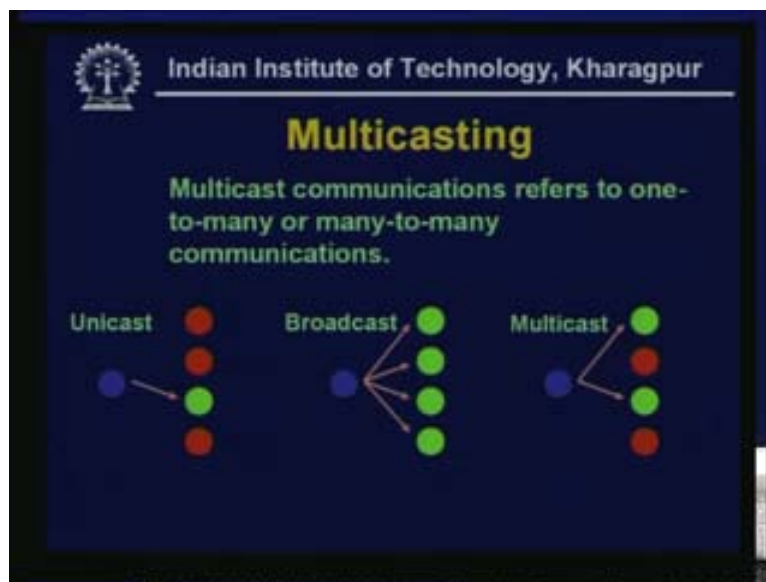 Indian Institute of Technology, Kharagpur
Multicasting
Multicast communications refers to one-
to-many or many-to-many
communications.
Unicast
Broadcast
Multicast